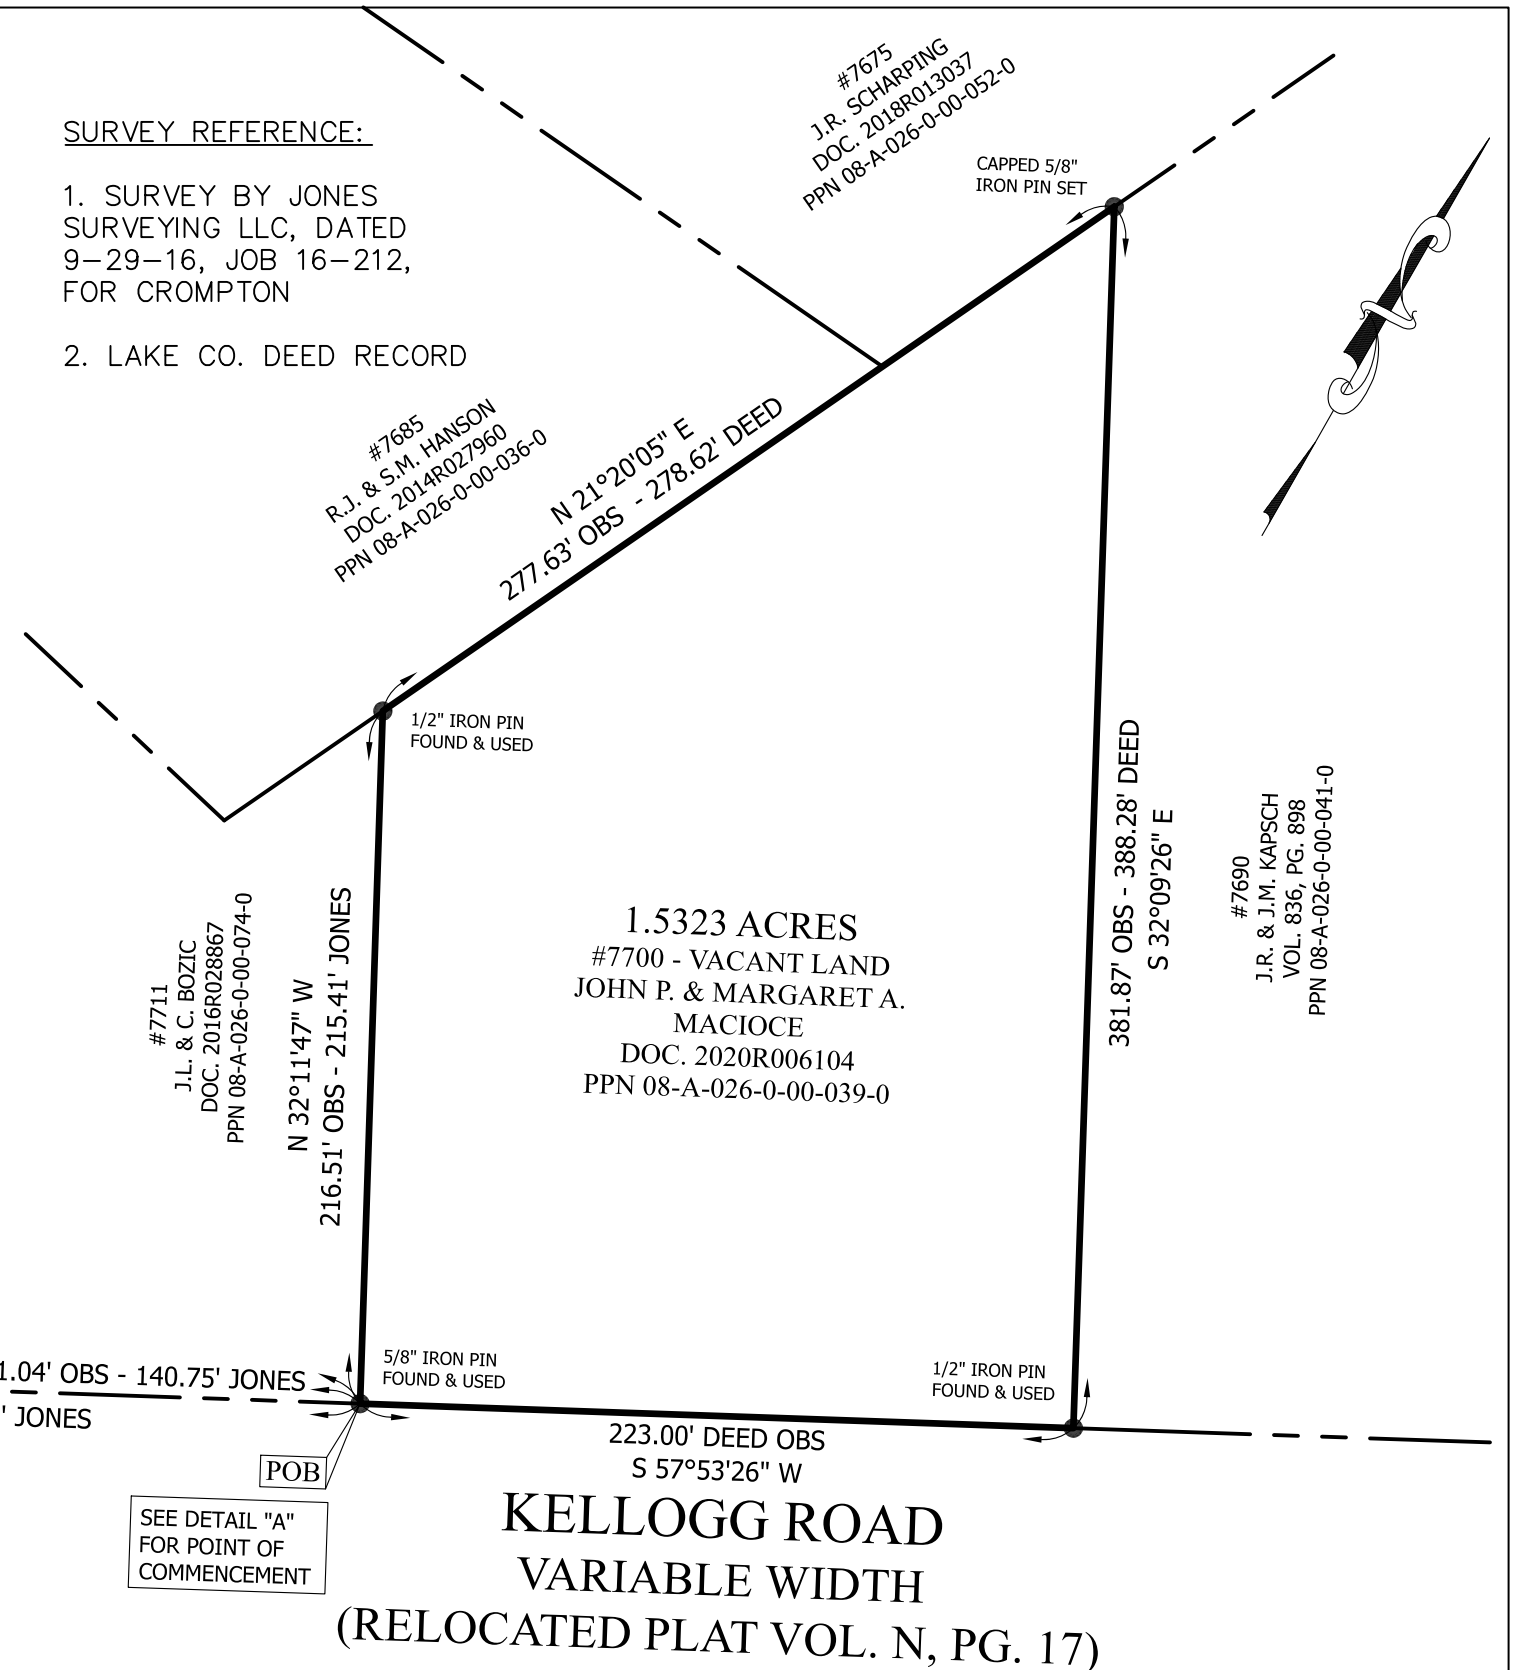 #7675
J.R. SCHARPING
DOC. 2018R013037
PPN 08-A-026-0-00-052-0
SURVEY REFERENCE:
1. SURVEY BY JONES
SURVEYING LLC, DATED
9-29-16, JOB 16-212,
FOR CROMPTON
2. LAKE CO. DEED RECORD
CAPPED 5/8"
IRON PIN SET
#7685
R.J. & S.M. HANSON
DOC. 2014R027960
PPN 08-A-026-0-00-036-0
N 21°20'05" E
277.63' OBS - 278.62' DEED
1/2" IRON PIN
FOUND & USED
381.87' OBS - 388.28' DEED
S 32°09'26" E
#7690
J.R. & J.M. KAPSCH
VOL. 836, PG. 898
PPN 08-A-026-0-00-041-0
#7711
J.L. & C. BOZIC
DOC. 2016R028867
PPN 08-A-026-0-00-074-0
N 32°11'47" W
216.51' OBS - 215.41' JONES
1.5323 ACRES
#7700 - VACANT LAND
JOHN P. & MARGARET A.
MACIOCE
DOC. 2020R006104
PPN 08-A-026-0-00-039-0
5/8" IRON PIN
FOUND & USED
1/2" IRON PIN
FOUND & USED
1.04' OBS - 140.75' JONES
' JONES
223.00' DEED OBS
S 57°53'26" W
POB
SEE DETAIL "A"
FOR POINT OF
COMMENCEMENT
KELLOGG ROAD
VARIABLE WIDTH
(RELOCATED PLAT VOL. N, PG. 17)